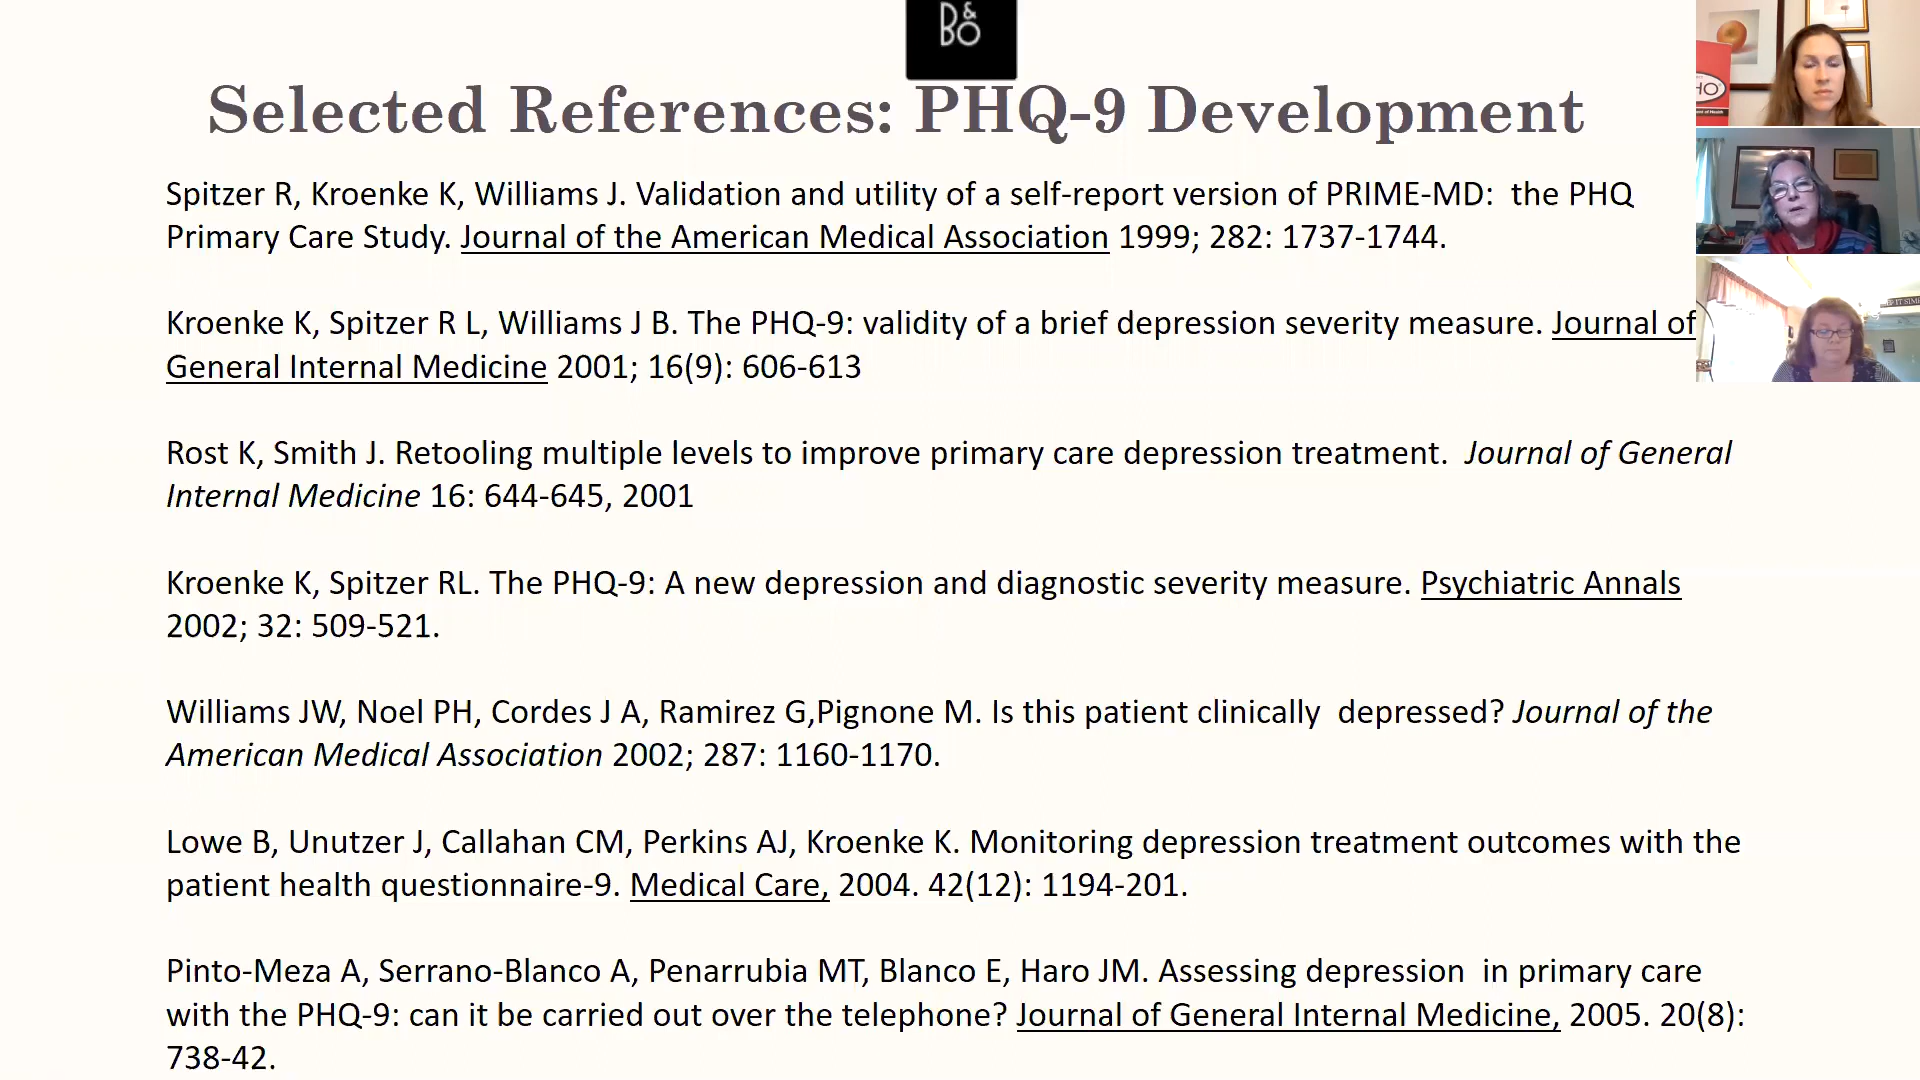 B&O
Selected References: PHQ-9 Development
Spitzer R, Kroenke K, Williams J. Validation and utility of a self-report version of PRIME-MD:  the PHQ
Primary Care Study. Journal of the American Medical Association 1999; 282: 1737-1744.
Kroenke K, Spitzer R L, Williams J B. The PHQ-9: validity of a brief depression severity measure. Journal of
General Internal Medicine 2001; 16(9): 606-613
Rost K, Smith J. Retooling multiple levels to improve primary care depression treatment.  Journal of General
Internal Medicine 16: 644-645, 2001
Kroenke K, Spitzer RL. The PHQ-9: A new depression and diagnostic severity measure. Psychiatric Annals
2002; 32: 509-521.
Williams JW, Noel PH, Cordes J A, Ramirez G,Pignone M. Is this patient clinically  depressed? Journal of the
American Medical Association 2002; 287: 1160-1170.
Lowe B, Unutzer J, Callahan CM, Perkins AJ, Kroenke K. Monitoring depression treatment outcomes with the
patient health questionnaire-9. Medical Care, 2004. 42(12): 1194-201.
Pinto-Meza A, Serrano-Blanco A, Penarrubia MT, Blanco E, Haro JM. Assessing depression  in primary care
with the PHQ-9: can it be carried out over the telephone? Journal of General Internal Medicine, 2005. 20(8):
738-42.
HO
IT SIM